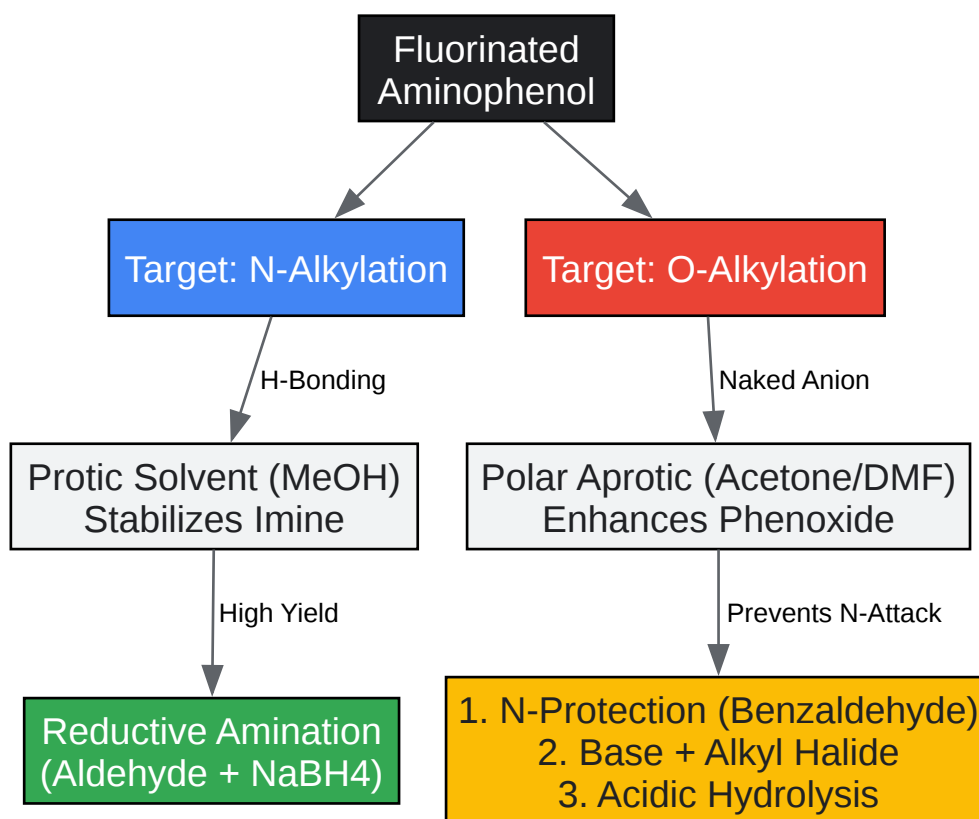 Fluorinated
Aminophenol
Target: N-Alkylation
Target: O-Alkylation
H-Bonding
Naked Anion
Protic Solvent (MeOH)
Stabilizes Imine
Polar Aprotic (Acetone/DMF)
Enhances Phenoxide
High Yield
Prevents N-Attack
Reductive Amination
(Aldehyde + NaBH4)
1. N-Protection (Benzaldehyde)
2. Base + Alkyl Halide
3. Acidic Hydrolysis